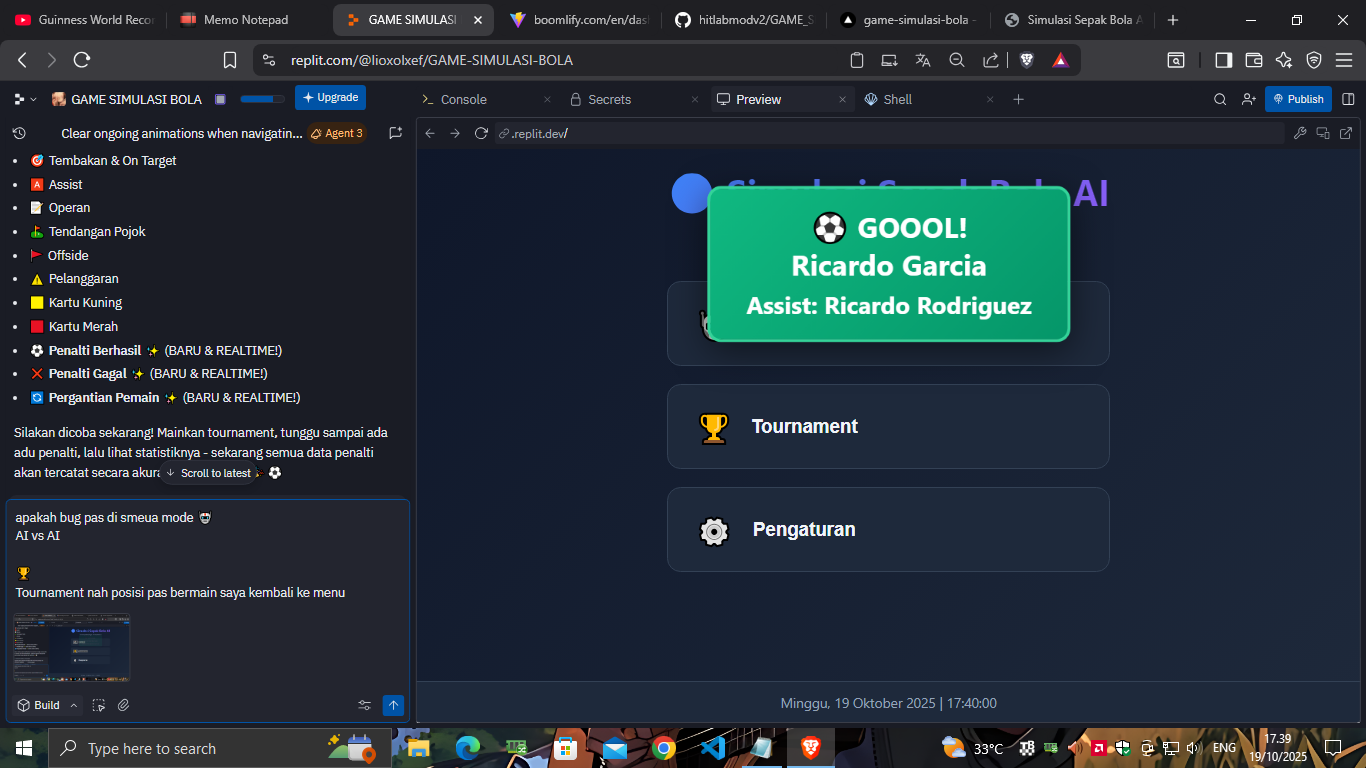 Guinness World Recor
Memo Notepad
GAME SIMULASI
boomlify.com/en/das
hitlabmodv2/GAME_S
game-simulasi-bola -
Simulasi Sepak Bola A
replit.com/@lioxolxef/GAME-SIMULASI-BOLA
GAME SIMULASI BOLA
Upgrade
Console
Secrets
Preview
Shell
Publish
Clear ongoing animations when navigatin...
Agent 3
.replit.dev/
Tembakan & On Target
Assist
Operan
Tendangan Pojok
Offside
Pelanggaran
Kartu Kuning
Kartu Merah
Penalti Berhasil ✨ (BARU & REALTIME!)
Penalti Gagal ✨ (BARU & REALTIME!)
Pergantian Pemain ✨ (BARU & REALTIME!)
Silakan dicoba sekarang! Mainkan tournament, tunggu sampai ada
adu penalti, lalu lihat statistiknya - sekarang semua data penalti
akan tercatat secara akura
Scroll to latest
apakah bug pas di smeua mode
AI vs AI
Tournament nah posisi pas bermain saya kembali ke menu
Build
Simulasi Sepak Bola AI
GOOOL!
Ricardo Garcia
Assist: Ricardo Rodriguez
Tournament
Pengaturan
Minggu, 19 Oktober 2025 | 17:40:00
Type here to search
33°C
ENG
17.39
19/10/2025